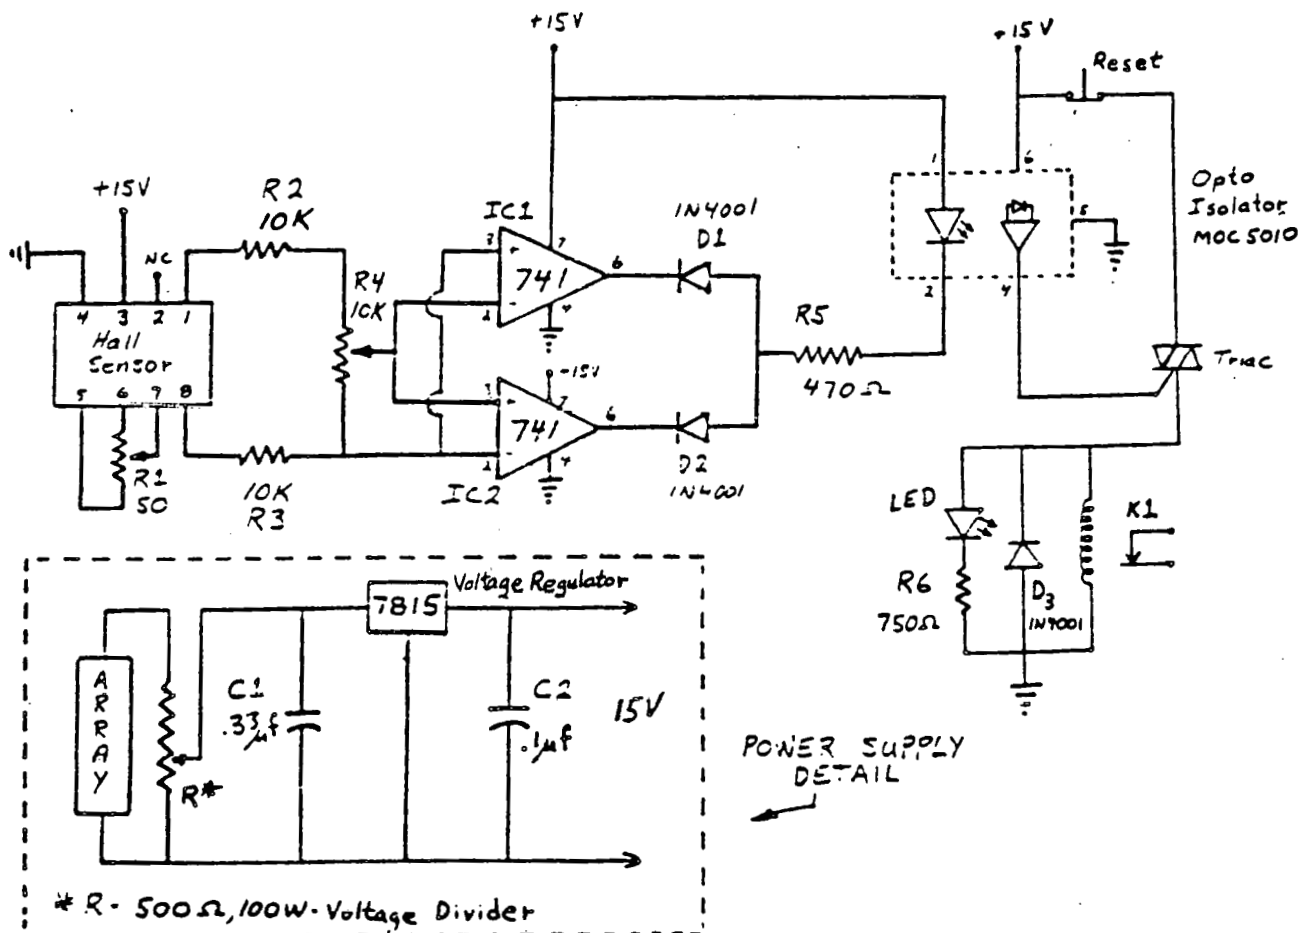 +15V
+15V
Reset
Opto
Isolator
MOC5010
1
6
5
2
4
+15V
R2
10K
NC
4 3 2 1
Hall
Sensor
5 6 7 8
R1
50
10K
R3
R4
10K
IC1
3
+
7
741
6
-
2
4
1N4001
D1
-15V
3
+
7
741
6
-
2
4
IC2
D2
1N4001
R5
470Ω
Triac
LED
R6
750Ω
D3
1N4001
K1
Voltage Regulator
7815
ARRAY
R*
C1
.33µf
C2
.1µf
15V
POWER SUPPLY
DETAIL
* R - 500Ω, 100W - Voltage Divider